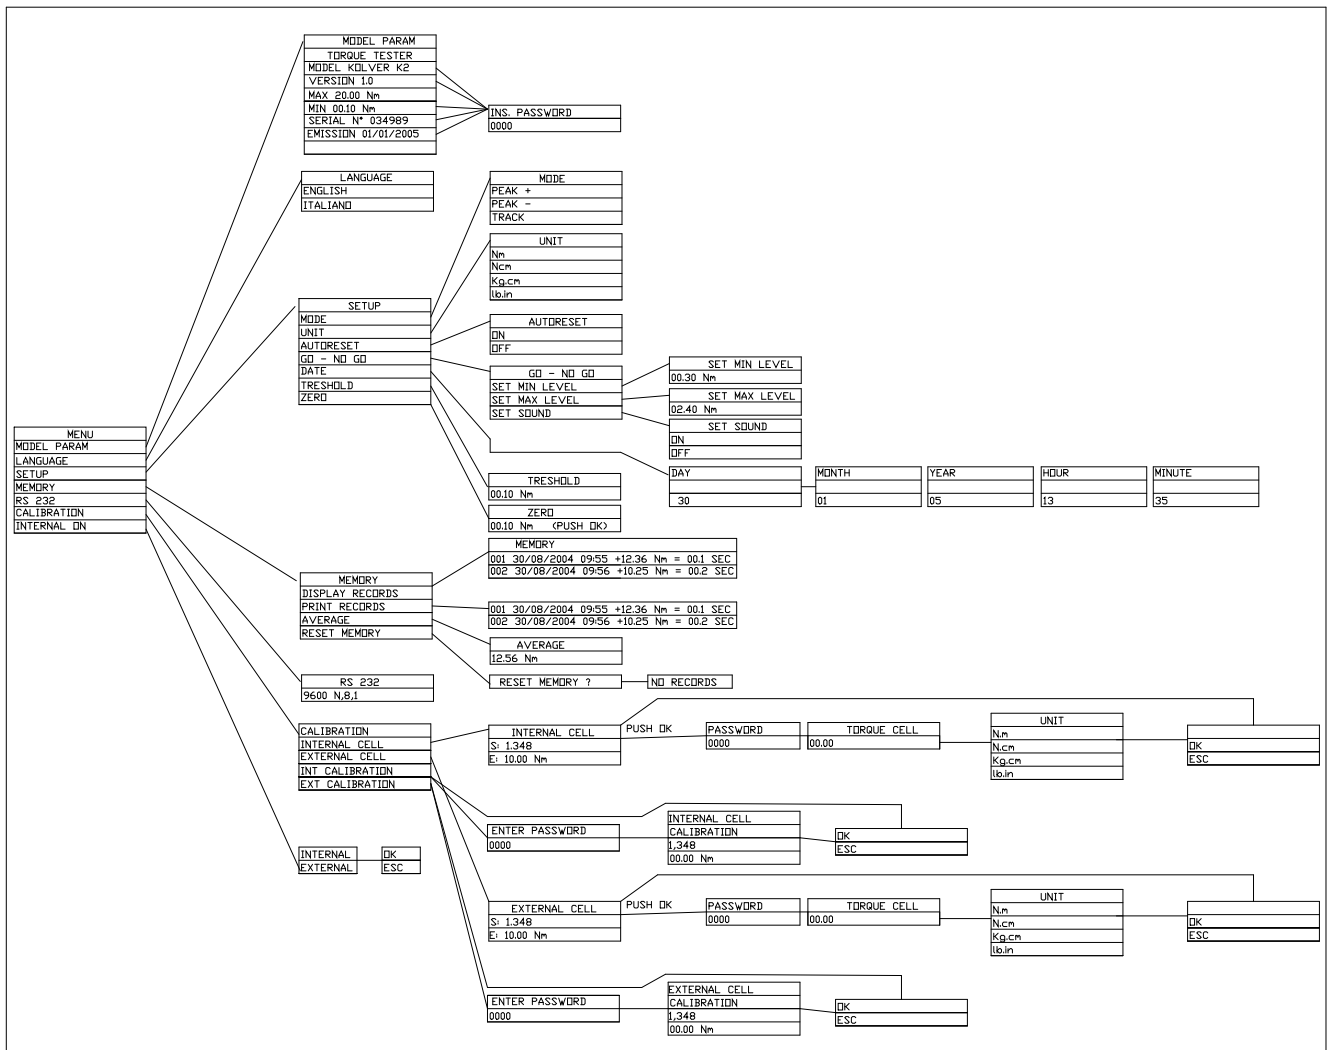 MODEL PARAM
TORQUE TESTER
MODEL KOLVER K2
VERSION 1.0
MAX 20.00 Nm
MIN 00.10 Nm
SERIAL N° 034989
EMISSION 01/01/2005
INS. PASSWORD
0000
LANGUAGE
ENGLISH
ITALIANO
MODE
PEAK +
PEAK -
TRACK
UNIT
Nm
Ncm
Kg.cm
lb.in
SETUP
MODE
UNIT
AUTORESET
GO - NO GO
DATE
TRESHOLD
ZERO
AUTORESET
ON
OFF
GO - NO GO
SET MIN LEVEL
SET MAX LEVEL
SET SOUND
SET MIN LEVEL
00.30 Nm
SET MAX LEVEL
02.40 Nm
SET SOUND
ON
OFF
MENU
MODEL PARAM
LANGUAGE
SETUP
MEMORY
RS 232
CALIBRATION
INTERNAL ON
DAY
30
MONTH
01
YEAR
05
HOUR
13
MINUTE
35
TRESHOLD
00.10 Nm
ZERO
00.10 Nm (PUSH OK)
MEMORY
001 30/08/2004 09:55 +12.36 Nm = 00.1 SEC
002 30/08/2004 09:56 +10.25 Nm = 00.2 SEC
MEMORY
DISPLAY RECORDS
PRINT RECORDS
AVERAGE
RESET MEMORY
001 30/08/2004 09:55 +12.36 Nm = 00.1 SEC
002 30/08/2004 09:56 +10.25 Nm = 00.2 SEC
AVERAGE
12.56 Nm
RESET MEMORY ?
NO RECORDS
RS 232
9600 N,8,1
CALIBRATION
INTERNAL CELL
EXTERNAL CELL
INT CALIBRATION
EXT CALIBRATION
INTERNAL CELL
S: 1.348
E: 10.00 Nm
PUSH OK
PASSWORD
0000
TORQUE CELL
00.00
UNIT
N.m
N.cm
Kg.cm
lb.in
OK
ESC
ENTER PASSWORD
0000
INTERNAL CELL
CALIBRATION
1,348
00.00 Nm
OK
ESC
INTERNAL
EXTERNAL
OK
ESC
EXTERNAL CELL
S: 1.348
E: 10.00 Nm
PUSH OK
PASSWORD
0000
TORQUE CELL
00.00
UNIT
N.m
N.cm
Kg.cm
lb.in
OK
ESC
ENTER PASSWORD
0000
EXTERNAL CELL
CALIBRATION
1,348
00.00 Nm
OK
ESC